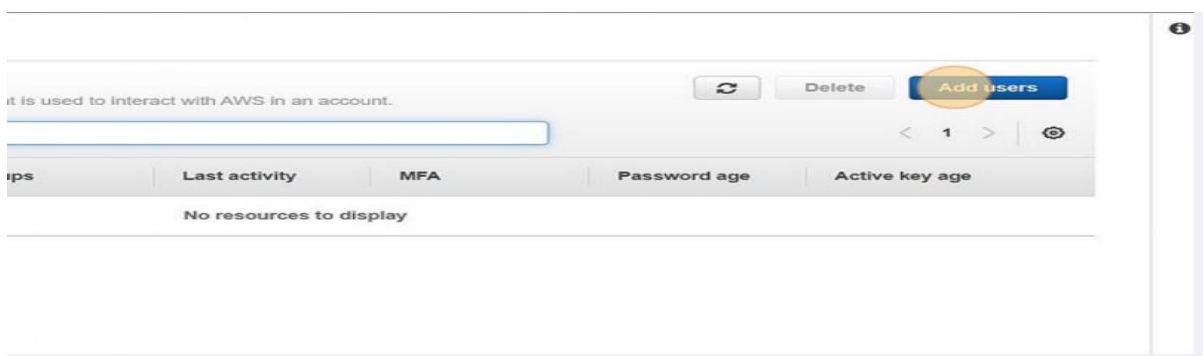 Delete Add users
t is used to interact with AWS in an account.
< 1 >
ups Last activity MFA Password age Active key age
No resources to display